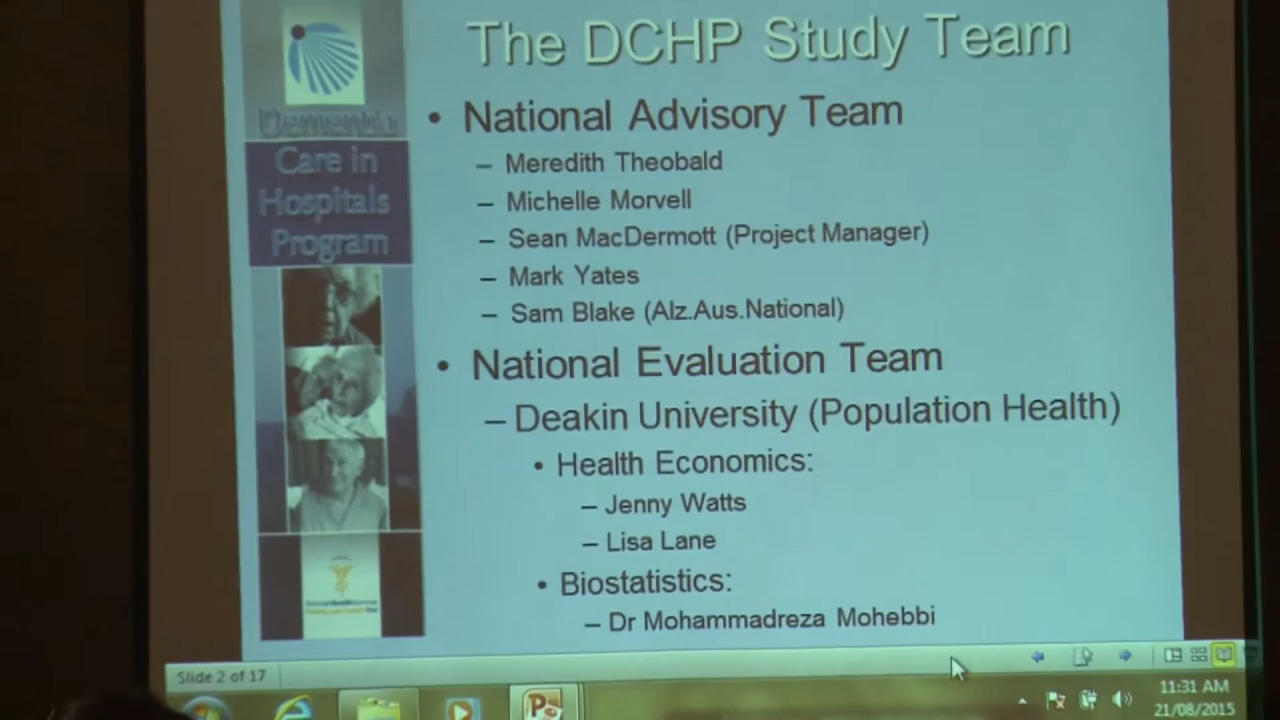 The DCHP Study Team
Dementia
Care in
Hospitals
Program
• National Advisory Team
– Meredith Theobald
– Michelle Morvell
– Sean MacDermott (Project Manager)
– Mark Yates
– Sam Blake (Alz.Aus.National)
• National Evaluation Team
– Deakin University (Population Health)
• Health Economics:
– Jenny Watts
– Lisa Lane
• Biostatistics:
– Dr Mohammadreza Mohebbi
Slide 2 of 17
11:31 AM
21/08/2015